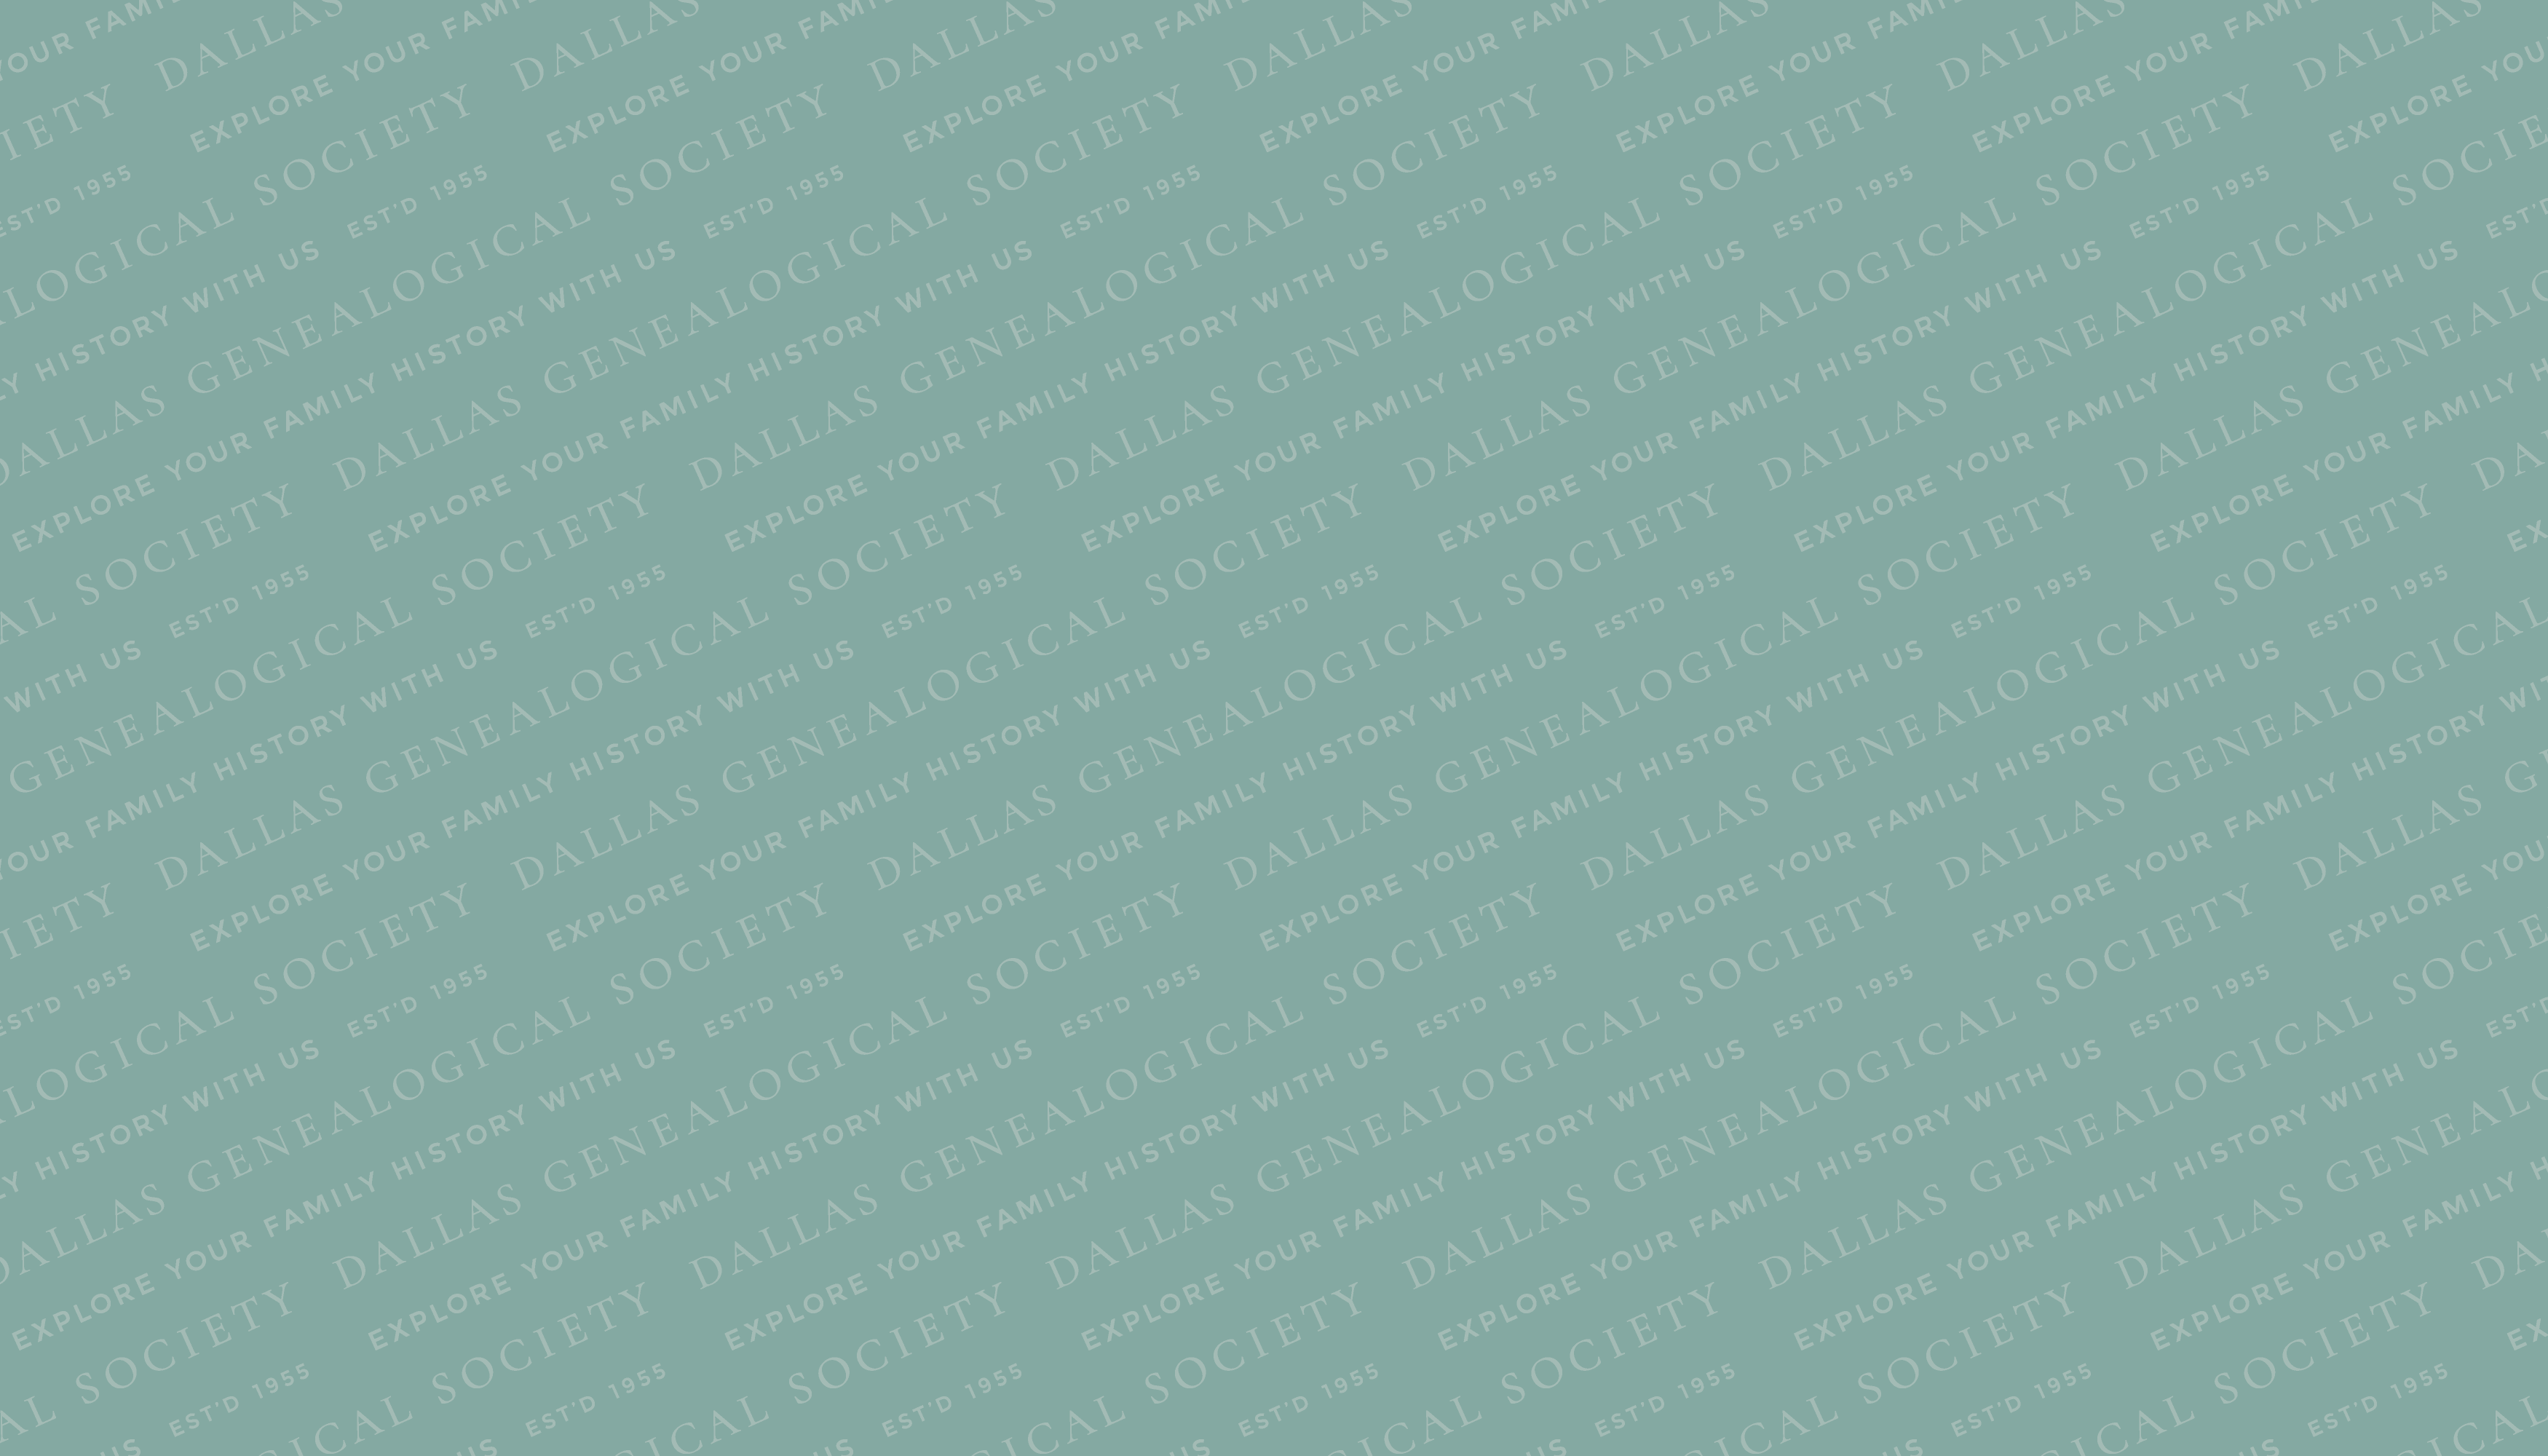 DALLAS GENEALOGICAL SOCIETY
EXPLORE YOUR FAMILY HISTORY WITH US
EST'D 1955